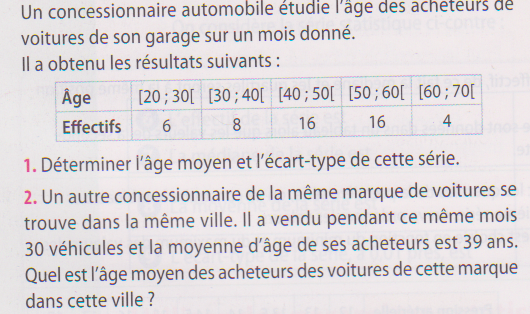 Un concessionnaire automobile étudie l'âge des acheteurs de
voitures de son garage sur un mois donné.
Il a obtenu les résultats suivants :
Âge [20 ; 30[ [30 ; 40[ [40 ; 50[ [50 ; 60[ [60 ; 70[
Effectifs 6 8 16 16 4
1. Déterminer l'âge moyen et l'écart-type de cette série.
2. Un autre concessionnaire de la même marque de voitures se
trouve dans la même ville. Il a vendu pendant ce même mois
30 véhicules et la moyenne d'âge de ses acheteurs est 39 ans.
Quel est l'âge moyen des acheteurs des voitures de cette marque
dans cette ville ?